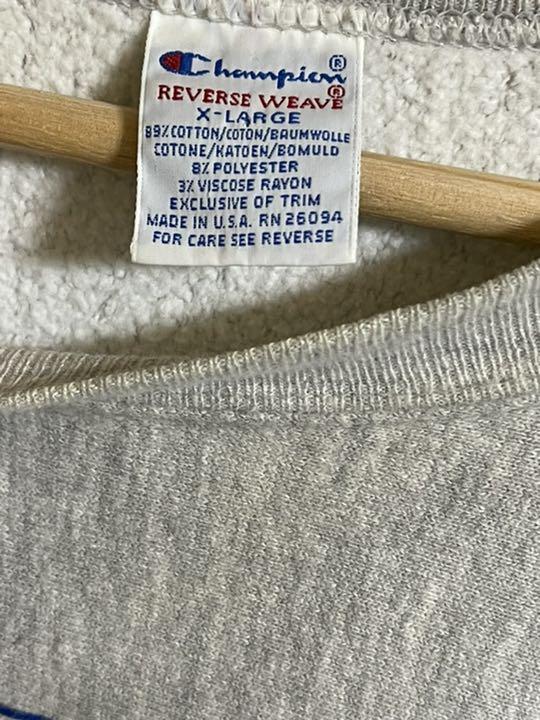 Champion®
REVERSE WEAVE®
X-LARGE
89% COTTON/COTON/BAUMWOLLE
COTONE/KATOEN/BOMULD
8% POLYESTER
3% VISCOSE RAYON
EXCLUSIVE OF TRIM
MADE IN U.S.A. RN 26094
FOR CARE SEE REVERSE